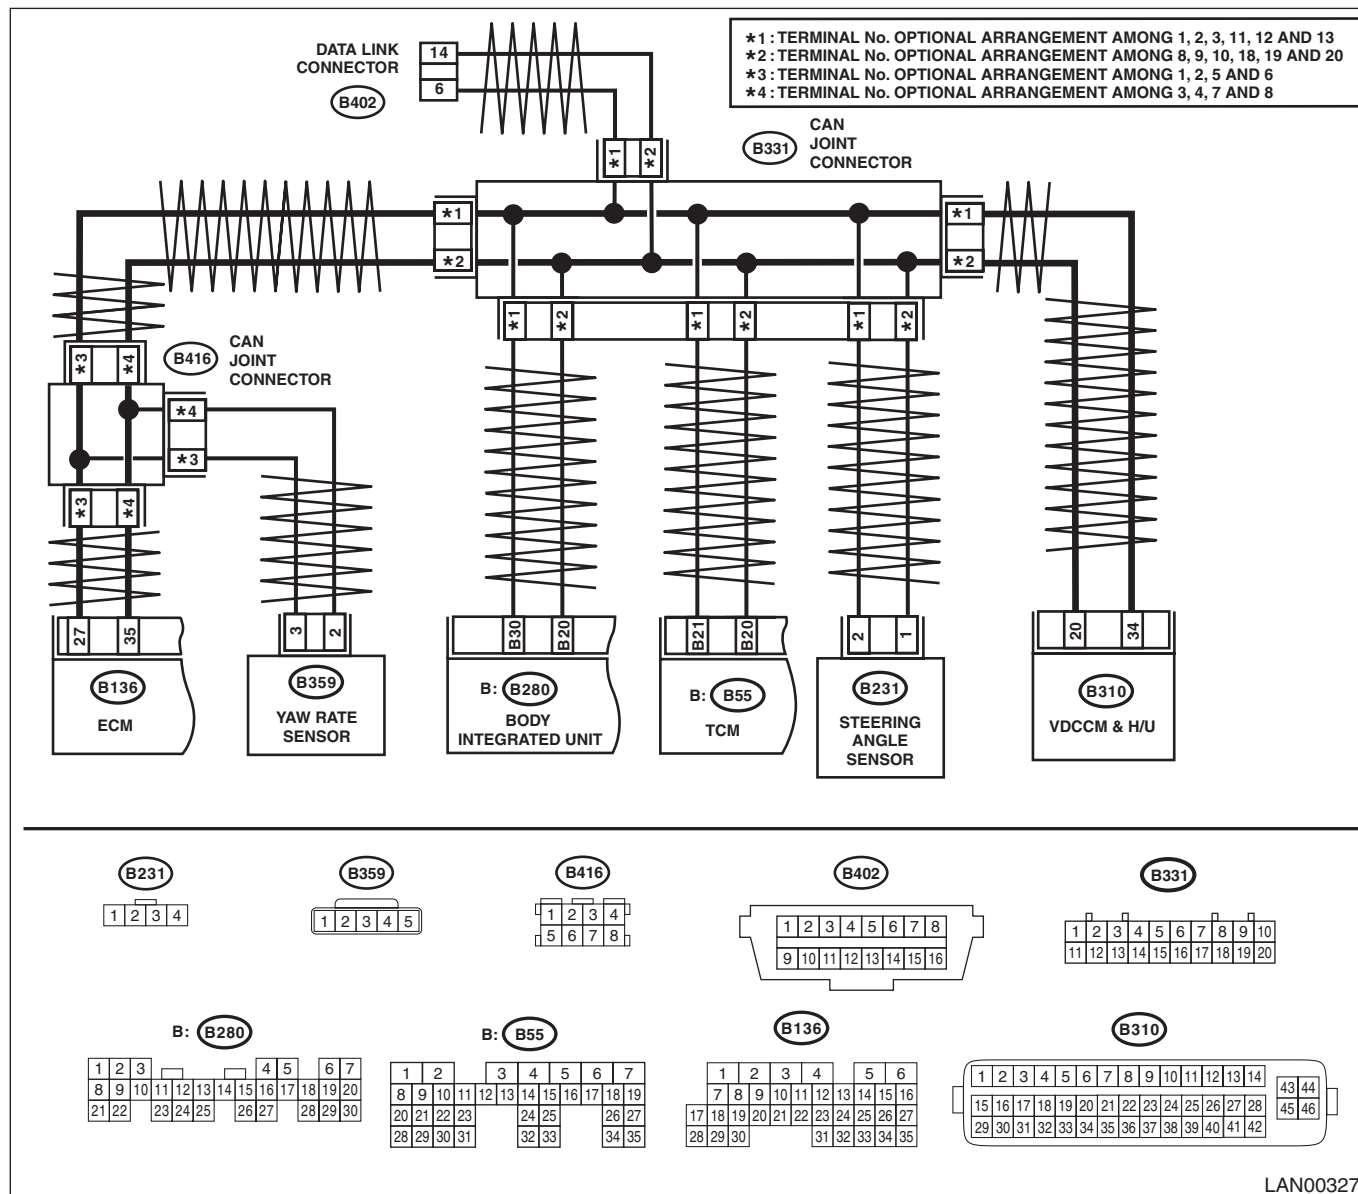 *1 : TERMINAL No. OPTIONAL ARRANGEMENT AMONG 1, 2, 3, 11, 12 AND 13
*2 : TERMINAL No. OPTIONAL ARRANGEMENT AMONG 8, 9, 10, 18, 19 AND 20
*3 : TERMINAL No. OPTIONAL ARRANGEMENT AMONG 1, 2, 5 AND 6
*4 : TERMINAL No. OPTIONAL ARRANGEMENT AMONG 3, 4, 7 AND 8
DATA LINK
CONNECTOR
B402
14
6
*1 *2
B331
CAN
JOINT
CONNECTOR
*1 *1
*2 *2
*1 *2 *1 *2 *1 *2
*3 *4
B416
CAN
JOINT
CONNECTOR
*4
*3
*3 *4
27 35
B136
ECM
3 2
B359
YAW RATE
SENSOR
B30 B20
B: B280
BODY
INTEGRATED UNIT
B21 B20
B: B55
TCM
2 1
B231
STEERING
ANGLE
SENSOR
20 34
B310
VDCCM & H/U
B231
1 2 3 4
B359
1 2 3 4 5
B416
1 2 3 4
5 6 7 8
B402
1 2 3 4 5 6 7 8
9 10 11 12 13 14 15 16
B331
1 2 3 4 5 6 7 8 9 10
11 12 13 14 15 16 17 18 19 20
B: B280
1 2 3 4 5 6 7
8 9 10 11 12 13 14 15 16 17 18 19 20
21 22 23 24 25 26 27 28 29 30
B: B55
1 2 3 4 5 6 7
8 9 10 11 12 13 14 15 16 17 18 19
20 21 22 23 24 25 26 27
28 29 30 31 32 33 34 35
B136
1 2 3 4 5 6
7 8 9 10 11 12 13 14 15 16
17 18 19 20 21 22 23 24 25 26 27
28 29 30 31 32 33 34 35
B310
1 2 3 4 5 6 7 8 9 10 11 12 13 14
15 16 17 18 19 20 21 22 23 24 25 26 27 28
29 30 31 32 33 34 35 36 37 38 39 40 41 42
43 44
45 46
LAN00327